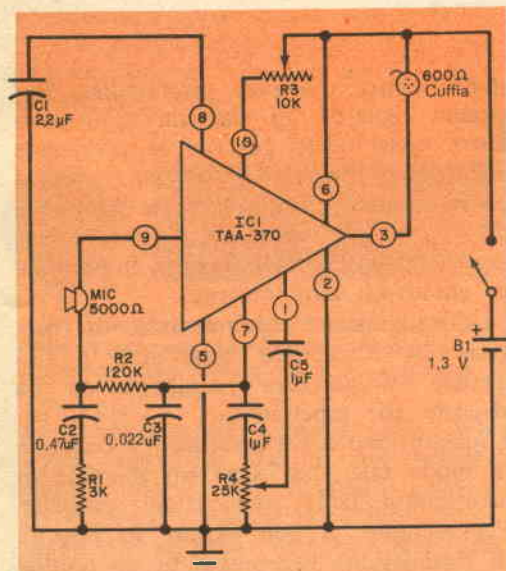 C1
2,2µF
8
10
R3
10K
600Ω
Cuffia
6
IC1
TAA-370
9
3
2
MIC
5000Ω
5
7
1
R2
120K
C5
1µF
B1
1,3 V
+
C2
0,47µF
C3
0,022µF
C4
1µF
R1
3K
R4
25K